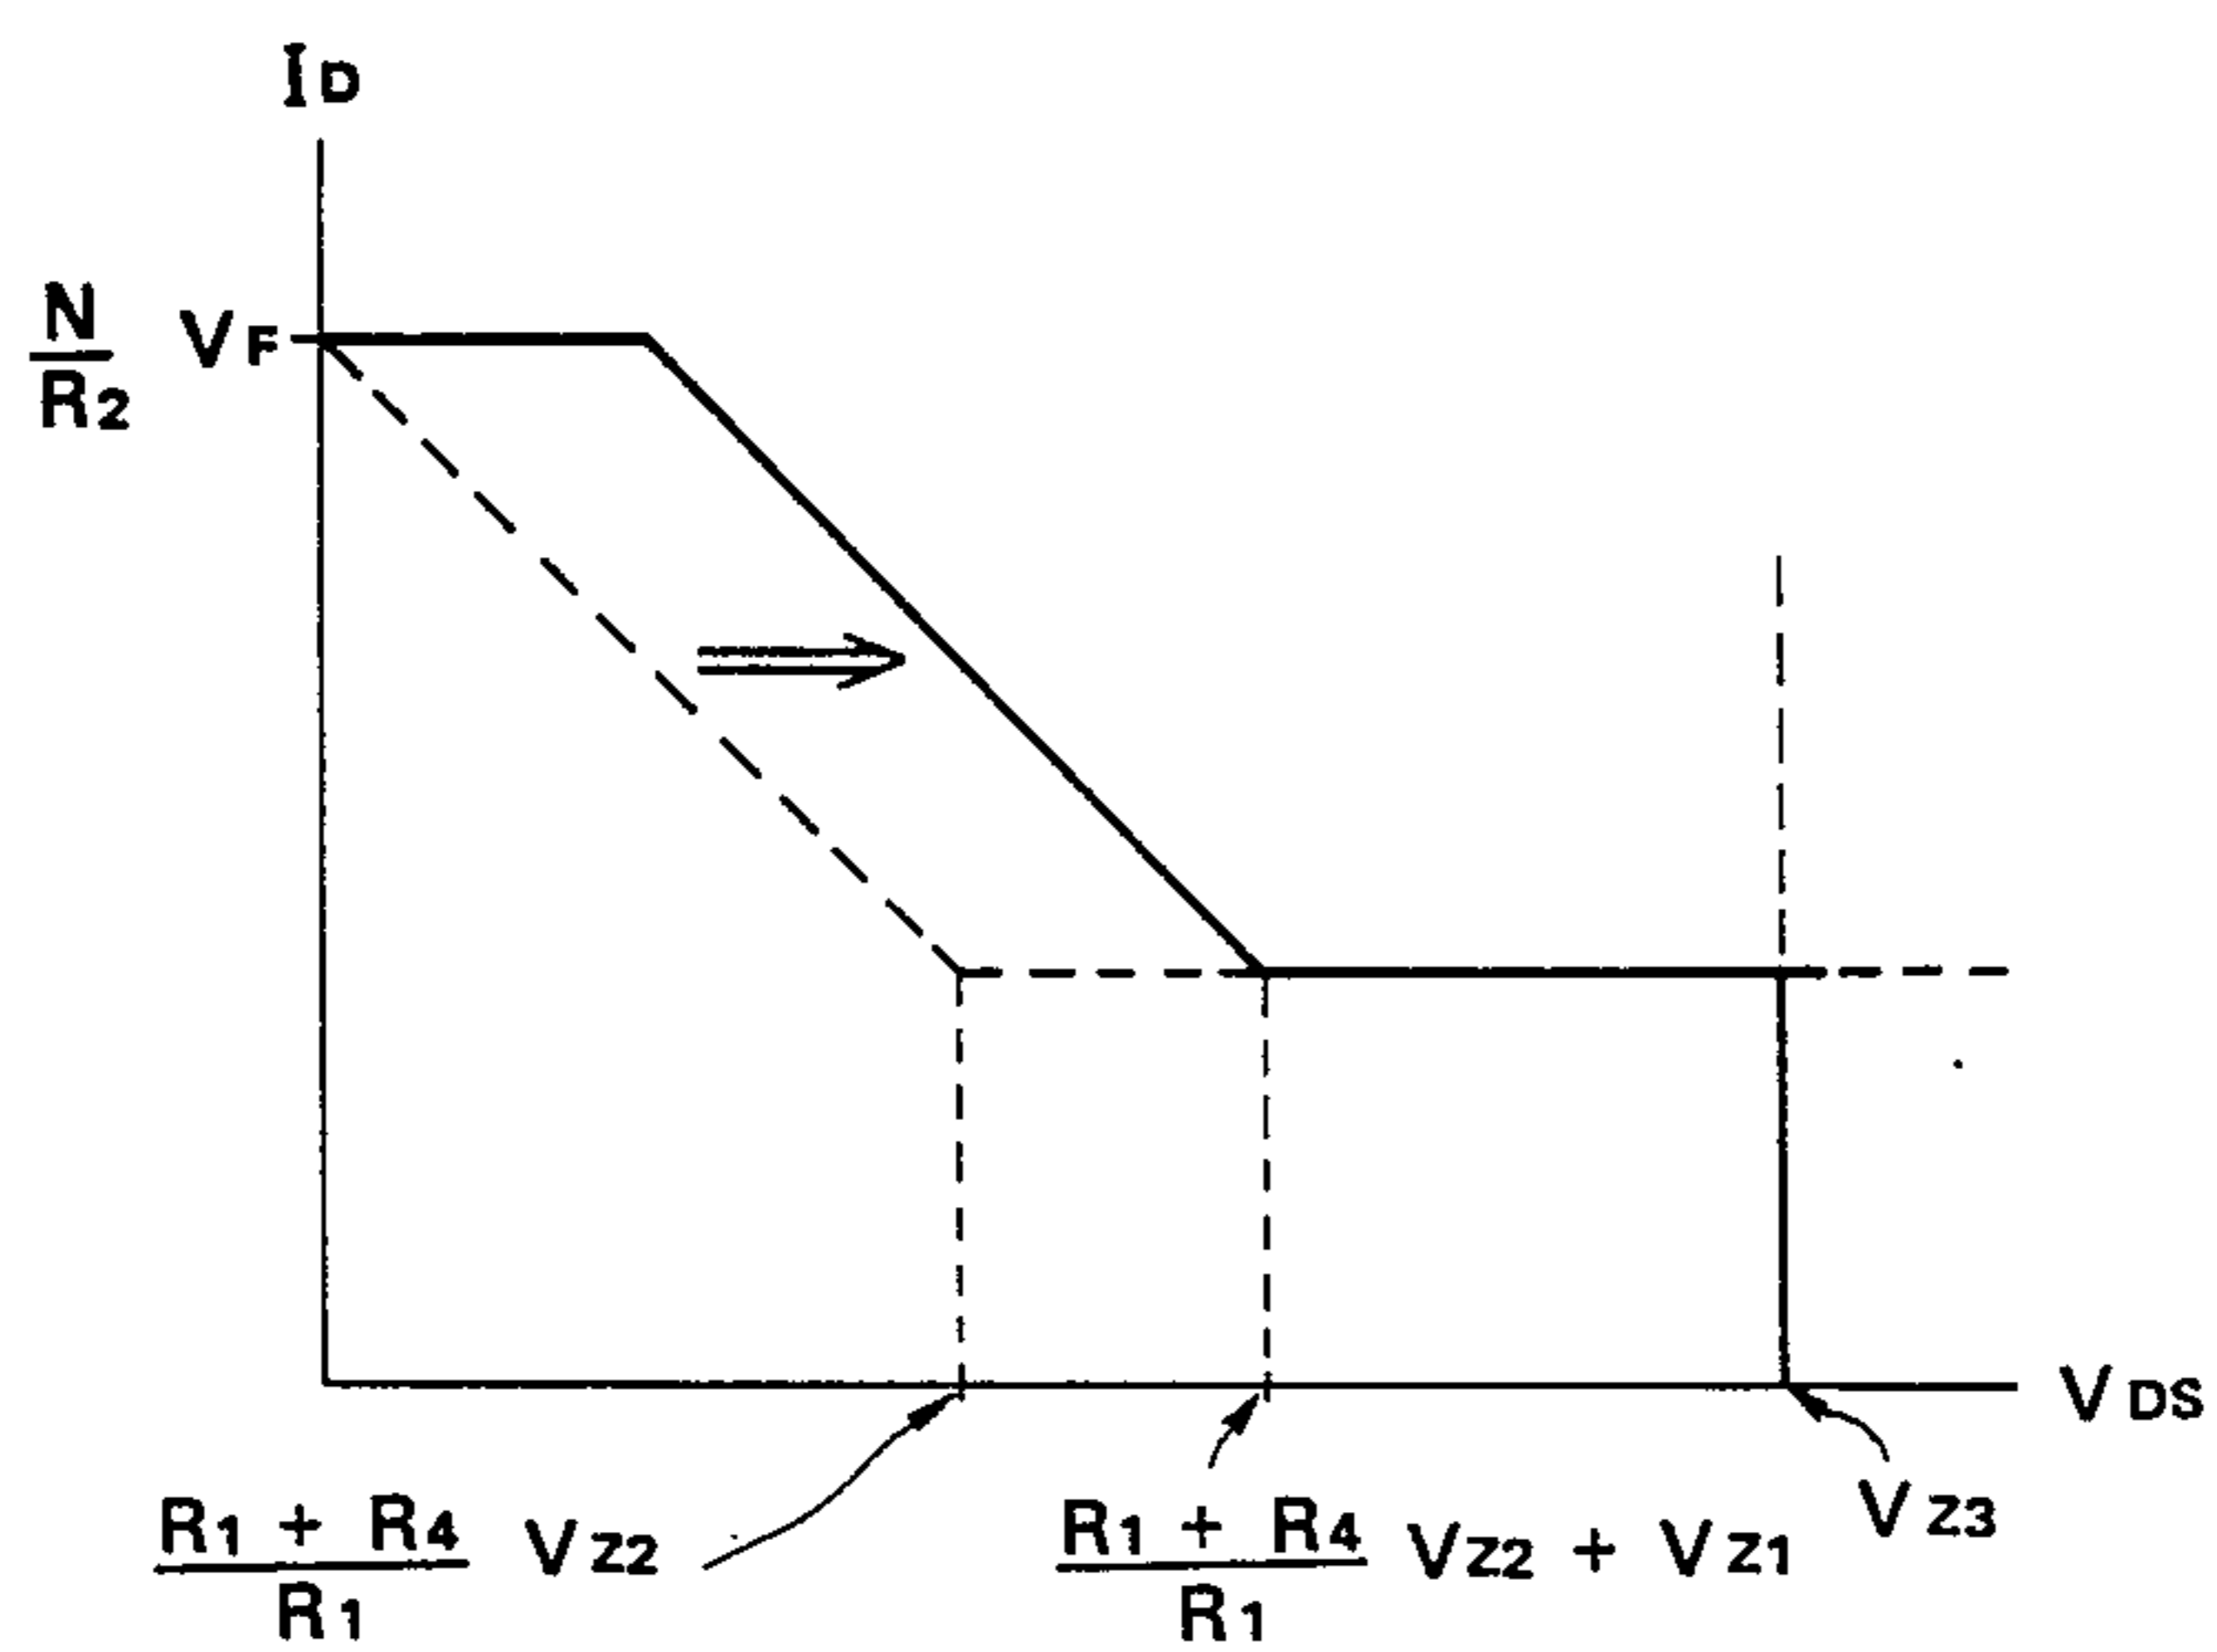 ID
N/R2 VF
VDS
(R1 + R4)/R1 VZ2
(R1 + R4)/R1 VZ2 + VZ1
VZ3